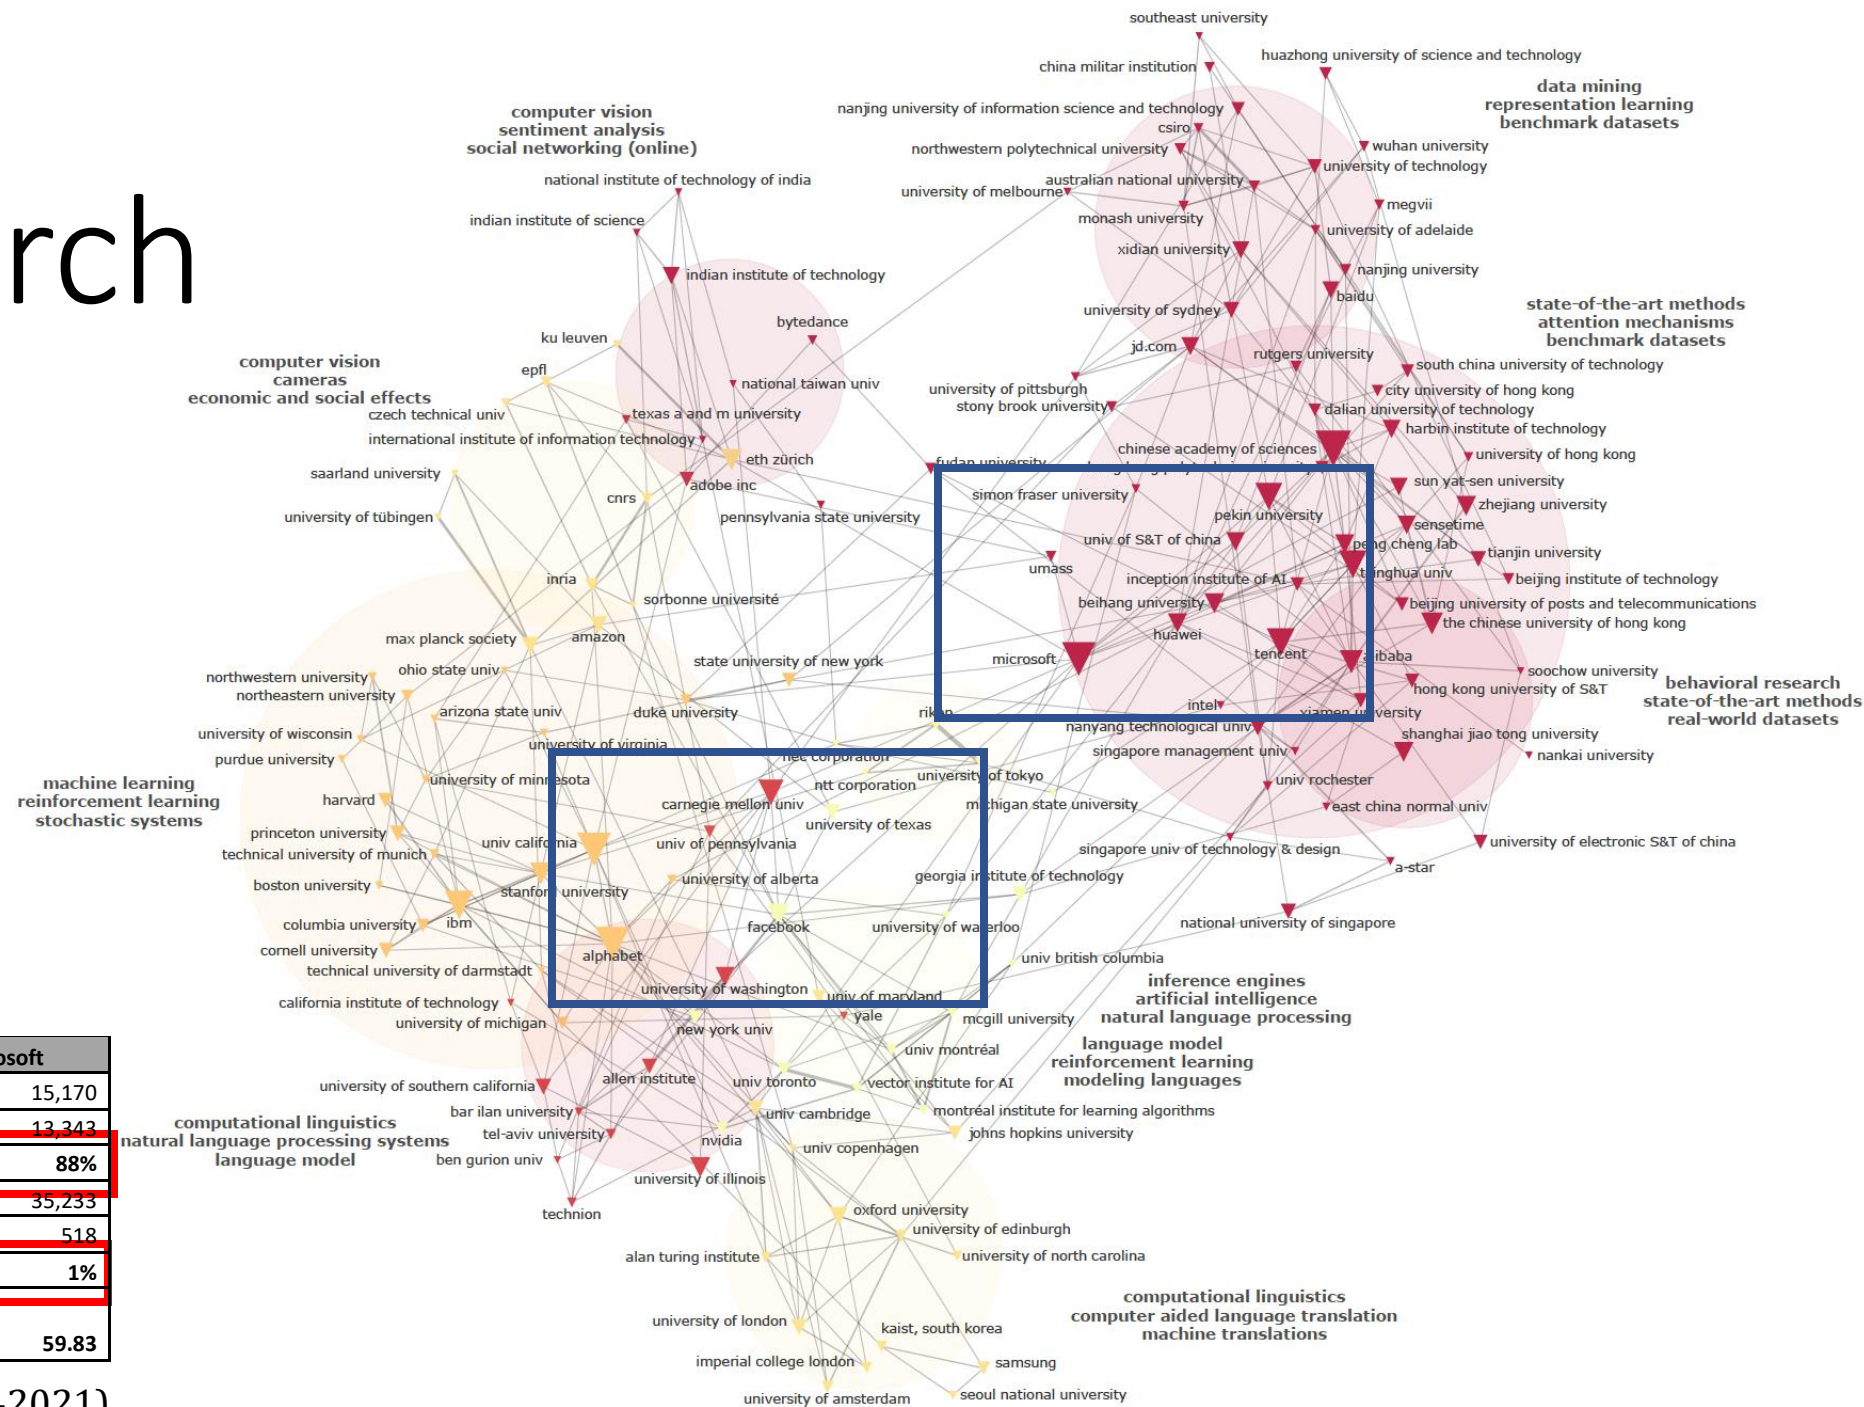 southeast university
huazhong university of science and technology
china militar institution
data mining
representation learning
benchmark datasets
computer vision
sentiment analysis
social networking (online)
nanjing university of information science and technology
csiro
northwestern polytechnical university
wuhan university
university of technology
national institute of technology of india
university of melbourne
australian national university
megvii
rch
indian institute of science
monash university
university of adelaide
xidian university
indian institute of technology
nanjing university
baidu
university of sydney
state-of-the-art methods
attention mechanisms
benchmark datasets
bytedance
ku leuven
jd.com
rutgers university
computer vision
cameras
economic and social effects
epfl
south china university of technology
national taiwan univ
university of pittsburgh
city university of hong kong
czech technical univ
texas a and m university
stony brook university
dalian university of technology
international institute of information technology
harbin institute of technology
chinese academy of sciences
eth zürich
fudan university
university of hong kong
saarland university
adobe inc
simon fraser university
sun yat-sen university
cnrs
zhejiang university
university of tübingen
pennsylvania state university
pekin university
sensetime
univ of S&T of china
peng cheng lab
tianjin university
umass
tsinghua univ
inria
inception institute of AI
beijing institute of technology
sorbonne université
beihang university
beijing university of posts and telecommunications
the chinese university of hong kong
max planck society
amazon
huawei
tencent
alibaba
microsoft
state university of new york
ohio state univ
northwestern university
soochow university
northeastern university
hong kong university of S&T
behavioral research
state-of-the-art methods
real-world datasets
arizona state univ
duke university
riken
intel
xiamen university
nanyang technological univ
university of wisconsin
university of virginia
shanghai jiao tong university
purdue university
nec corporation
singapore management univ
nankai university
machine learning
reinforcement learning
stochastic systems
university of minnesota
ntt corporation
university of tokyo
univ rochester
harvard
carnegie mellon univ
michigan state university
east china normal univ
princeton university
university of texas
univ california
univ of pennsylvania
technical university of munich
singapore univ of technology & design
university of electronic S&T of china
a-star
boston university
stanford university
university of alberta
georgia institute of technology
columbia university
ibm
facebook
university of waterloo
national university of singapore
cornell university
alphabet
technical university of darmstadt
univ british columbia
university of washington
univ of maryland
inference engines
artificial intelligence
natural language processing
california institute of technology
university of michigan
new york univ
yale
mcgill university
univ montréal
language model
reinforcement learning
modeling languages
osoft
15,170
13,343
88%
35,233
518
1%
59.83
-2021)
university of southern california
allen institute
univ toronto
vector institute for AI
bar ilan university
univ cambridge
montréal institute for learning algorithms
computational linguistics
natural language processing systems
language model
tel-aviv university
nvidia
johns hopkins university
ben gurion univ
univ copenhagen
university of illinois
technion
oxford university
university of edinburgh
alan turing institute
university of north carolina
computational linguistics
computer aided language translation
machine translations
university of london
kaist, south korea
imperial college london
samsung
university of amsterdam
seoul national university